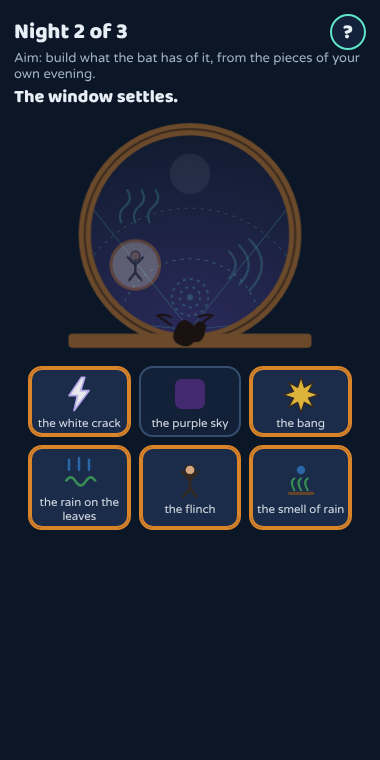 Night 2 of 3
?
Aim: build what the bat has of it, from the pieces of your
own evening.
The window settles.
the white crack
the purple sky
the bang
the rain on the
leaves
the flinch
the smell of rain